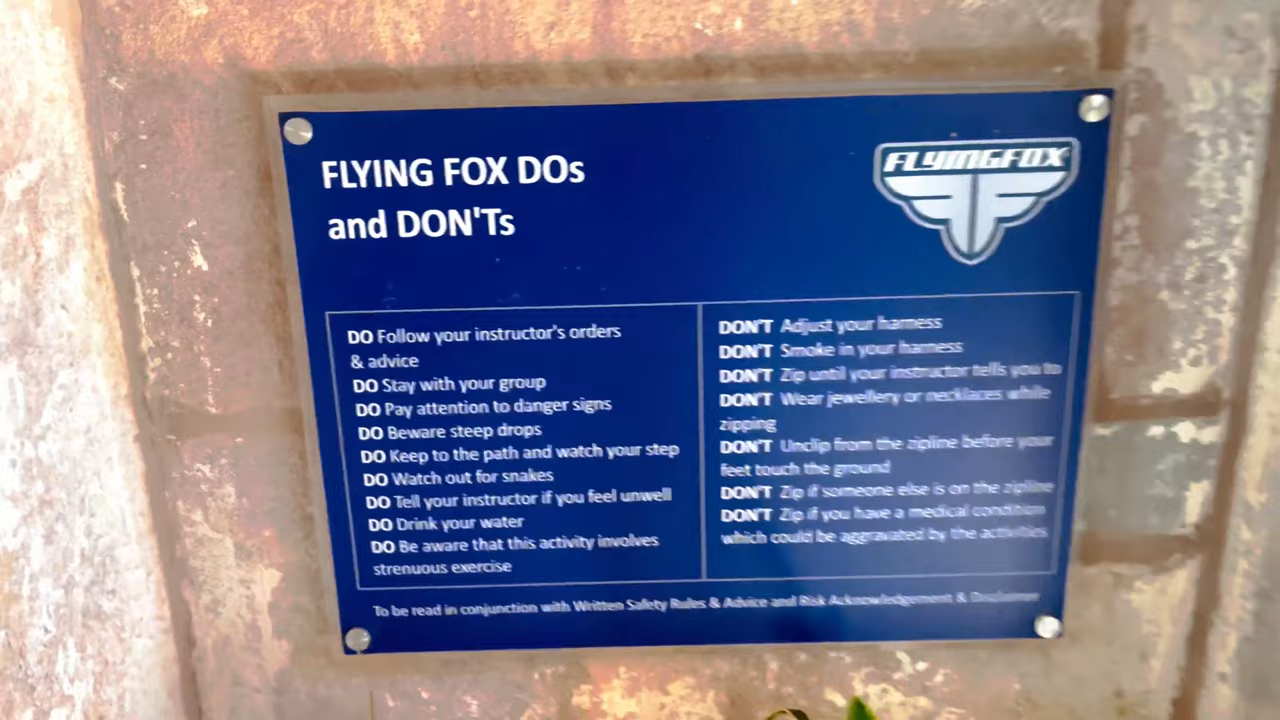 FLYING FOX DOs
and DON'Ts
FLYINGFOX
DO Follow your instructor's orders
& advice
DO Stay with your group
DO Pay attention to danger signs
DO Beware steep drops
DO Keep to the path and watch your step
DO Watch out for snakes
DO Tell your instructor if you feel unwell
DO Drink your water
DO Be aware that this activity involves
strenuous exercise
DON'T Adjust your harness
DON'T Smoke in your harness
DON'T Zip until your instructor tells you to
DON'T Wear jewellery or necklaces while
zipping
DON'T Unclip from the zipline before your
feet touch the ground
DON'T Zip if someone else is on the zipline
DON'T Zip if you have a medical condition
which could be aggravated by the activities
To be read in conjunction with Written Safety Rules & Advice and Risk Acknowledgement & Disclaimer